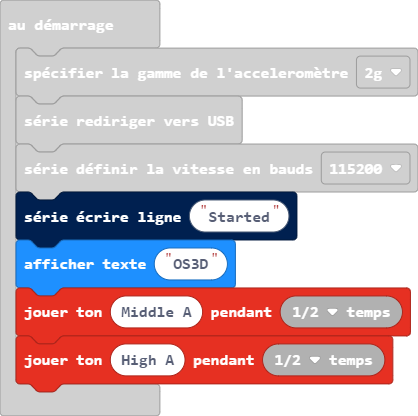 au démarrage
spécifier la gamme de l'acceleromètre 2g
série rediriger vers USB
série définir la vitesse en bauds 115200
série écrire ligne "Started"
afficher texte "OS3D"
jouer ton Middle A pendant 1/2 temps
jouer ton High A pendant 1/2 temps